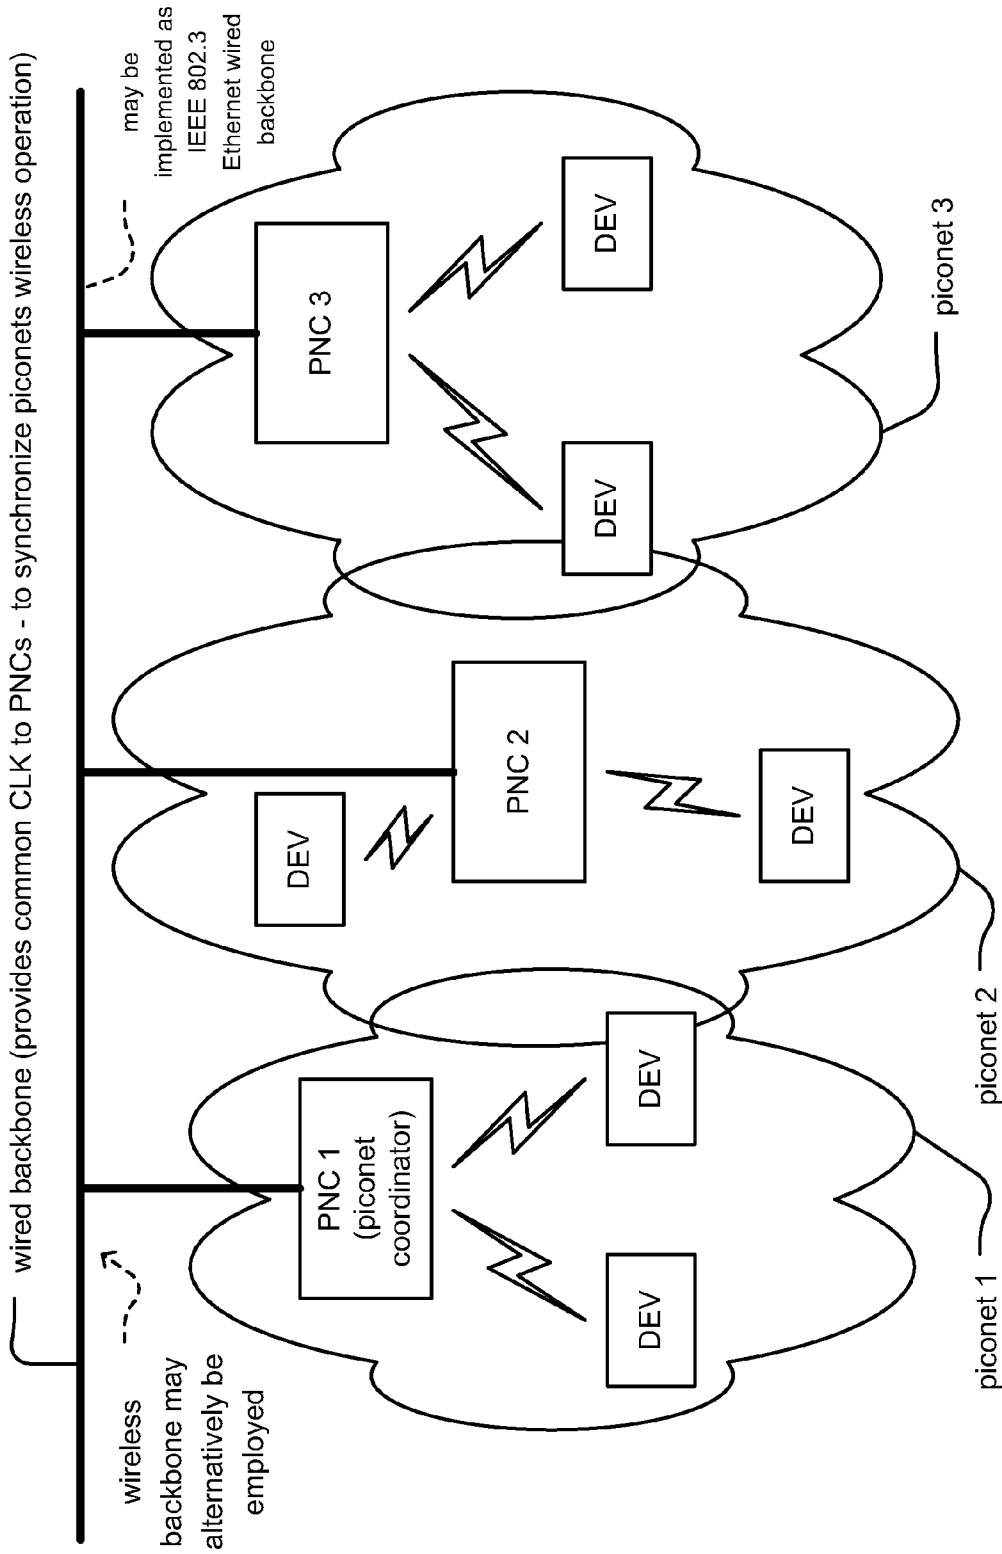 wired backbone (provides common CLK to PNCs - to synchronize piconets wireless operation)
wireless
backbone may
alternatively be
employed
may be
implemented as
IEEE 802.3
Ethernet wired
backbone
PNC 1
(piconet
coordinator)
DEV
DEV
piconet 1
DEV
PNC 2
DEV
piconet 2
PNC 3
DEV
DEV
piconet 3